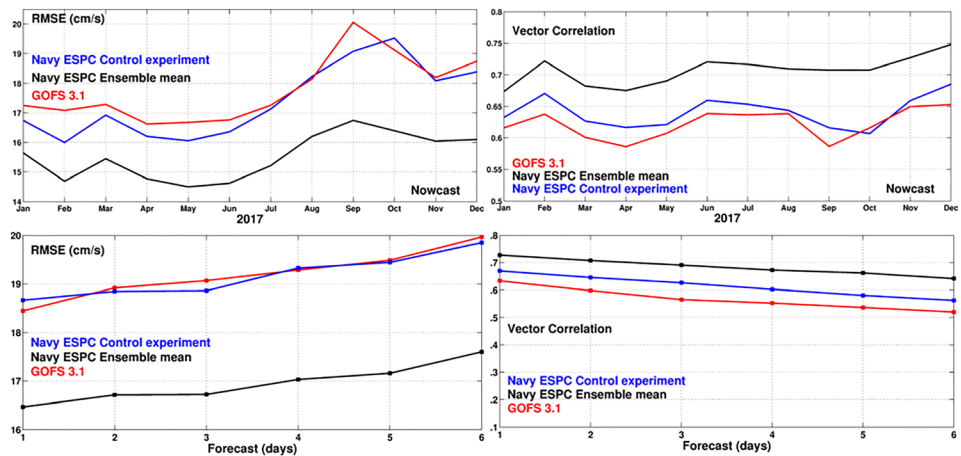 RMSE (cm/s)
Navy ESPC Control experiment
Navy ESPC Ensemble mean
GOFS 3.1
Nowcast
20
19
18
17
16
15
14
Jan Feb Mar Apr May Jun Jul Aug Sep Oct Nov Dec
2017
Vector Correlation
GOFS 3.1
Navy ESPC Ensemble mean
Navy ESPC Control experiment
Nowcast
0.8
0.75
0.7
0.65
0.6
0.55
0.5
Jan Feb Mar Apr May Jun Jul Aug Sep Oct Nov Dec
2017
RMSE (cm/s)
Navy ESPC Control experiment
Navy ESPC Ensemble mean
GOFS 3.1
20
19
18
17
16
1 2 3 4 5 6
Forecast (days)
Vector Correlation
Navy ESPC Control experiment
Navy ESPC Ensemble mean
GOFS 3.1
.8
.7
.6
.5
.4
.3
.2
.1
1 2 3 4 5 6
Forecast (days)